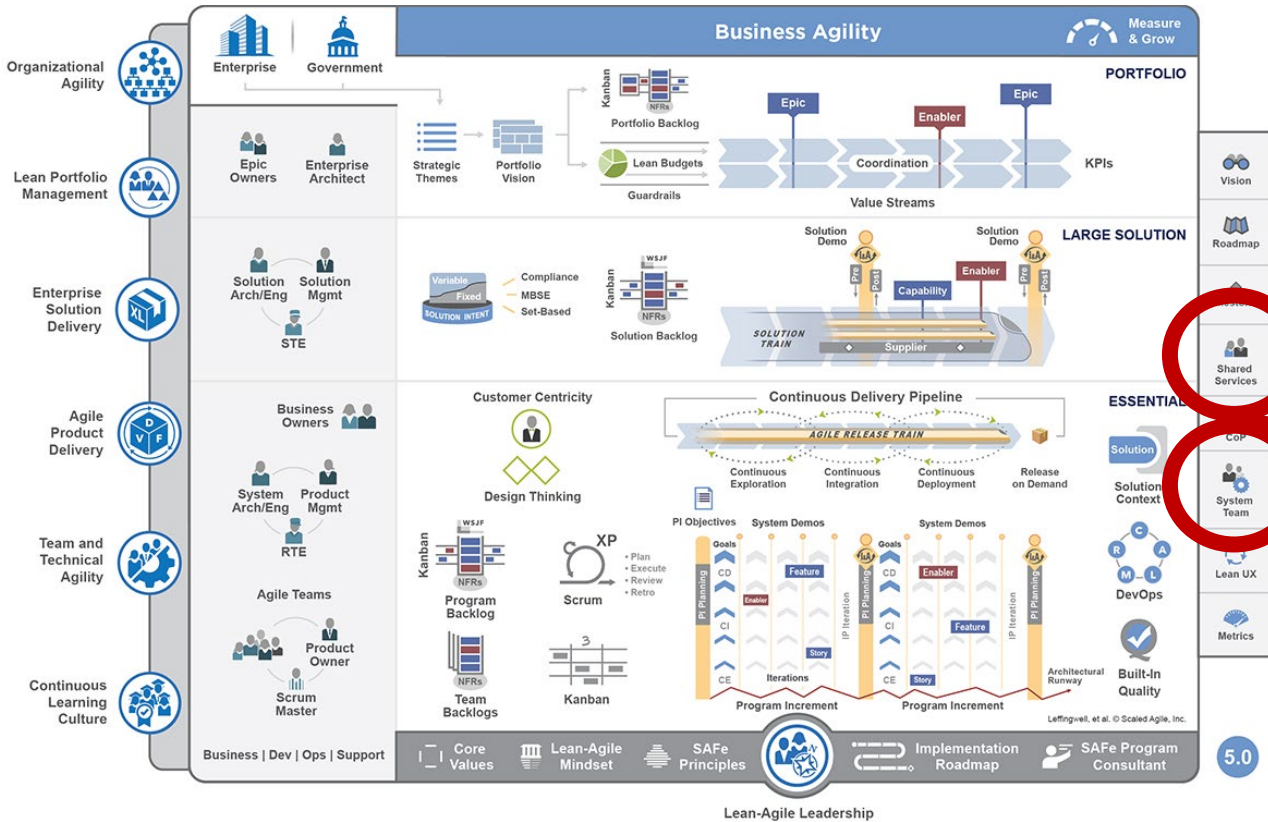 Business Agility
Measure
& Grow
Enterprise
Government
Organizational
Agility
Lean Portfolio
Management
Enterprise
Solution
Delivery
Agile
Product
Delivery
Team and
Technical
Agility
Continuous
Learning
Culture
XL
D
V
F
Epic
Owners
Enterprise
Architect
Solution
Arch/Eng
Solution
Mgmt
STE
Business
Owners
System
Arch/Eng
Product
Mgmt
RTE
Agile Teams
Product
Owner
Scrum
Master
Business | Dev | Ops | Support
PORTFOLIO
Strategic
Themes
Portfolio
Vision
Kanban
NFRs
Portfolio Backlog
Lean Budgets
Guardrails
Epic
Enabler
Epic
Coordination
KPIs
Value Streams
LARGE SOLUTION
Variable
Fixed
SOLUTION INTENT
Compliance
MBSE
Set-Based
Kanban
WSJF
NFRs
Solution Backlog
Solution
Demo
Solution
Demo
I&A
I&A
Pre
Post
Pre
Post
Enabler
Capability
SOLUTION
TRAIN
Supplier
ESSENTIAL
Customer Centricity
Design Thinking
Continuous Delivery Pipeline
AGILE RELEASE TRAIN
Continuous
Exploration
Continuous
Integration
Continuous
Deployment
Release
on Demand
Solution
Solution
Context
Kanban
WSJF
NFRs
Program
Backlog
XP
• Plan
• Execute
• Review
• Retro
Scrum
NFRs
Team
Backlogs
3
Kanban
PI Objectives
System Demos
System Demos
Goals
Goals
I&A
I&A
PI Planning
PI Planning
PI Planning
CD
CI
CE
CD
CI
CE
Feature
Enabler
Story
Enabler
Feature
Story
IP Iteration
IP Iteration
Iterations
Program Increment
Program Increment
Architectural
Runway
C
A
L
M
R
DevOps
Built-In
Quality
Leffingwell, et al. © Scaled Agile, Inc.
Core
Values
Lean-Agile
Mindset
SAFe
Principles
N
Implementation
Roadmap
SAFe Program
Consultant
Lean-Agile Leadership
Vision
Roadmap
Shared
Services
CoP
System
Team
Lean UX
Metrics
5.0